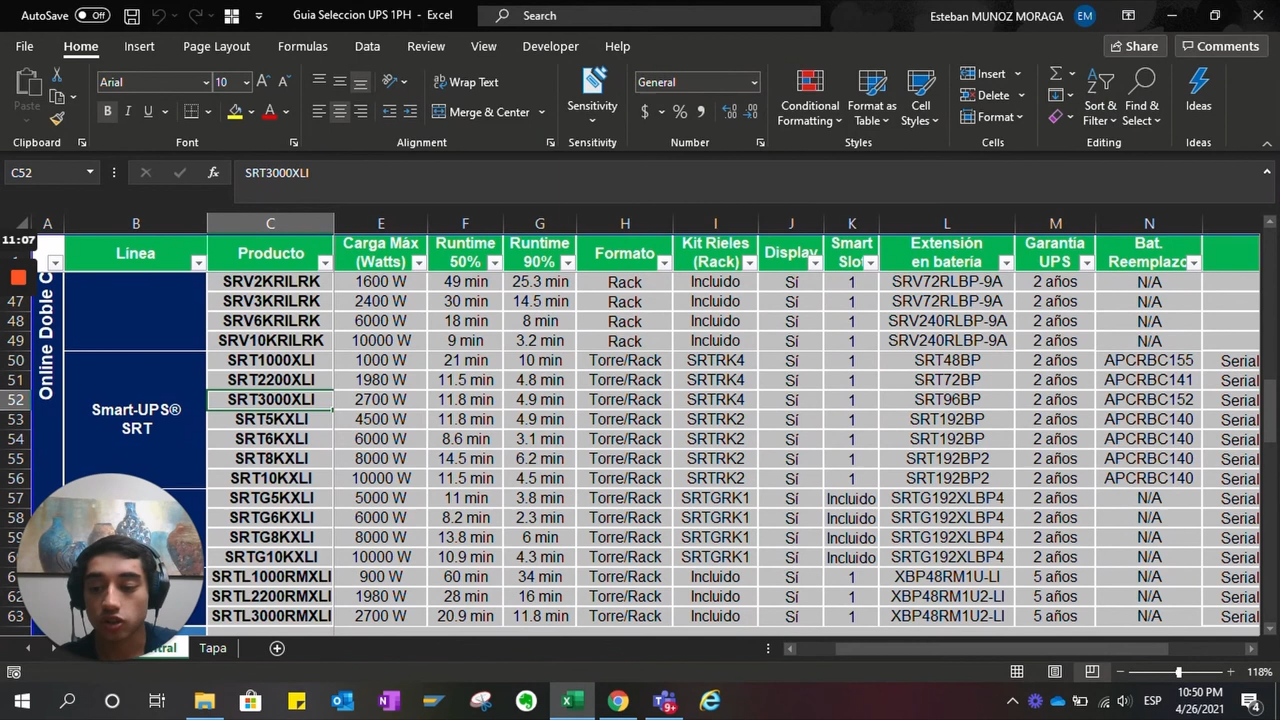 AutoSave Off Guia Seleccion UPS 1PH - Excel Search Esteban MUNOZ MORAGA EM
File Home Insert Page Layout Formulas Data Review View Developer Help Share Comments
Paste Arial 10 Wrap Text General Insert
B I U Merge & Center $ % Sensitivity Conditional Formatting Format as Table Cell Styles Delete Sort & Filter Find & Select Ideas
Format
Clipboard Font Alignment Sensitivity Number Styles Cells Editing Ideas
C52 fx SRT3000XLI
A B C E F G H I J K L M N
11:07
Línea Producto Carga Máx (Watts) Runtime 50% Runtime 90% Formato Kit Rieles (Rack) Display Smart Slot Extensión en batería Garantía UPS Bat. Reemplazo
Online Doble C
SRV2KRILRK 1600 W 49 min 25.3 min Rack Incluido Sí 1 SRV72RLBP-9A 2 años N/A
47 SRV3KRILRK 2400 W 30 min 14.5 min Rack Incluido Sí 1 SRV72RLBP-9A 2 años N/A
48 SRV6KRILRK 6000 W 18 min 8 min Rack Incluido Sí 1 SRV240RLBP-9A 2 años N/A
49 SRV10KRILRK 10000 W 9 min 3.2 min Rack Incluido Sí 1 SRV240RLBP-9A 2 años N/A
50 SRT1000XLI 1000 W 21 min 10 min Torre/Rack SRTRK4 Sí 1 SRT48BP 2 años APCRBC155 Serial
51 SRT2200XLI 1980 W 11.5 min 4.8 min Torre/Rack SRTRK4 Sí 1 SRT72BP 2 años APCRBC141 Serial
52 SRT3000XLI 2700 W 11.8 min 4.9 min Torre/Rack SRTRK4 Sí 1 SRT96BP 2 años APCRBC152 Serial
Smart-UPS®
SRT
53 SRT5KXLI 4500 W 11.8 min 4.9 min Torre/Rack SRTRK2 Sí 1 SRT192BP 2 años APCRBC140 Serial
54 SRT6KXLI 6000 W 8.6 min 3.1 min Torre/Rack SRTRK2 Sí 1 SRT192BP 2 años APCRBC140 Serial
55 SRT8KXLI 8000 W 14.5 min 6.2 min Torre/Rack SRTRK2 Sí 1 SRT192BP2 2 años APCRBC140 Serial
56 SRT10KXLI 10000 W 11.5 min 4.5 min Torre/Rack SRTRK2 Sí 1 SRT192BP2 2 años APCRBC140 Serial
57 SRTG5KXLI 5000 W 11 min 3.8 min Torre/Rack SRTGRK1 Sí Incluido SRTG192XLBP4 2 años N/A Serial
58 SRTG6KXLI 6000 W 8.2 min 2.3 min Torre/Rack SRTGRK1 Sí Incluido SRTG192XLBP4 2 años N/A Serial
SRTG8KXLI 8000 W 13.8 min 6 min Torre/Rack SRTGRK1 Sí Incluido SRTG192XLBP4 2 años N/A Serial
SRTG10KXLI 10000 W 10.9 min 4.3 min Torre/Rack SRTGRK1 Sí Incluido SRTG192XLBP4 2 años N/A Serial
SRTL1000RMXLI 900 W 60 min 34 min Torre/Rack Incluido Sí 1 XBP48RM1U-LI 5 años N/A Serial
62 SRTL2200RMXLI 1980 W 28 min 16 min Torre/Rack Incluido Sí 1 XBP48RM1U2-LI 5 años N/A Serial
63 SRTL3000RMXLI 2700 W 20.9 min 11.8 min Torre/Rack Incluido Sí 1 XBP48RM1U2-LI 5 años N/A Serial
tral Tapa
118%
9+ ESP 10:50 PM
4/26/2021 4